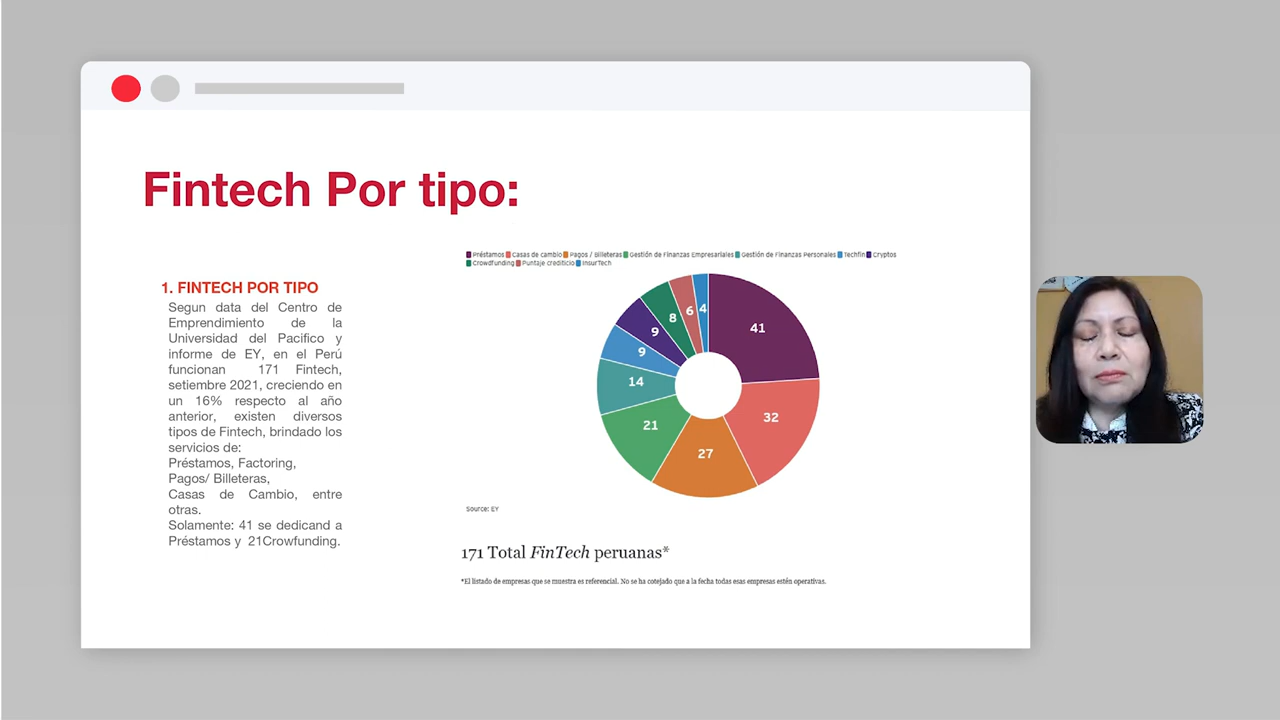 Fintech Por tipo:
1. FINTECH POR TIPO
Segun data del Centro de
Emprendimiento de la
Universidad del Pacifico y
informe de EY, en el Perú
funcionan 171 Fintech,
setiembre 2021, creciendo en
un 16% respecto al año
anterior, existen diversos
tipos de Fintech, brindado los
servicios de:
Préstamos, Factoring,
Pagos/ Billeteras,
Casas de Cambio, entre
otras.
Solamente: 41 se dedicand a
Préstamos y 21Crowfunding.
Préstamos Casas de cambio Pagos / Billeteras Gestión de Finanzas Empresariales Gestión de Finanzas Personales Techfin Cryptos
Crowdfunding Puntaje crediticio InsurTech
41
32
27
21
14
9
9
8
6
4
Source: EY
171 Total FinTech peruanas*
*El listado de empresas que se muestra es referencial. No se ha cotejado que a la fecha todas esas empresas estén operativas.